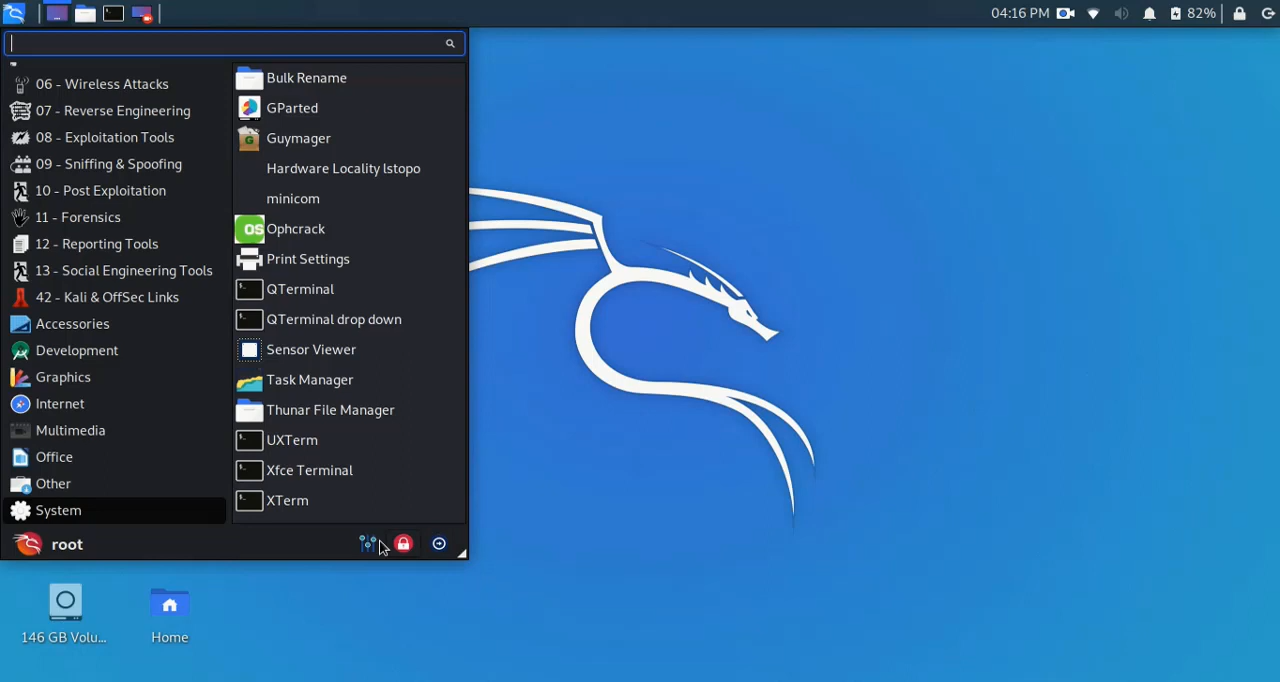 04:16 PM
82%
06 - Wireless Attacks
07 - Reverse Engineering
08 - Exploitation Tools
09 - Sniffing & Spoofing
10 - Post Exploitation
11 - Forensics
12 - Reporting Tools
13 - Social Engineering Tools
42 - Kali & OffSec Links
Accessories
Development
Graphics
Internet
Multimedia
Office
Other
System
Bulk Rename
GParted
Guymager
Hardware Locality lstopo
minicom
OS
Ophcrack
Print Settings
QTerminal
QTerminal drop down
Sensor Viewer
Task Manager
Thunar File Manager
UXTerm
Xfce Terminal
XTerm
root
146 GB Volu...
Home